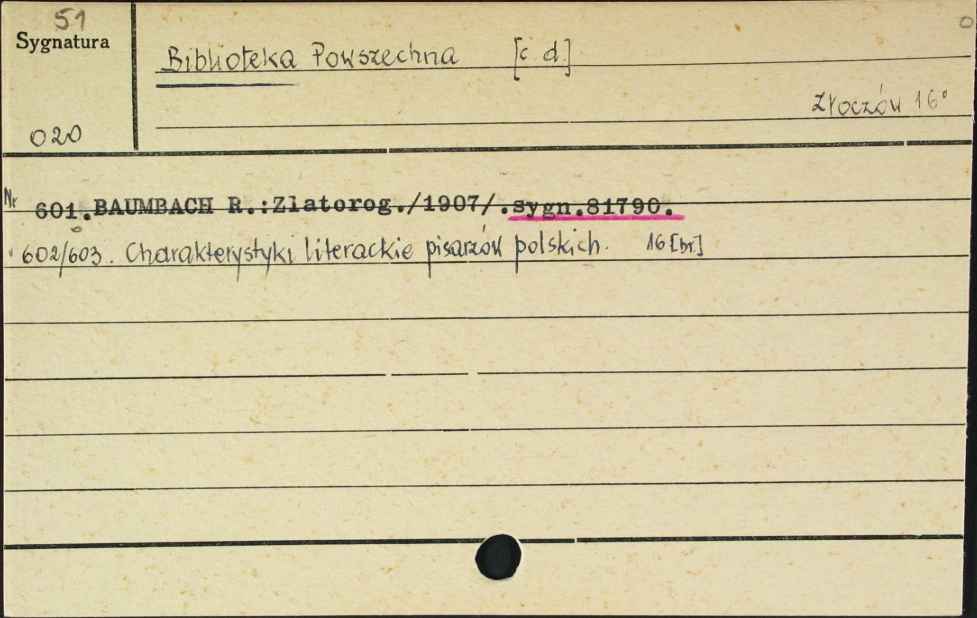 51
Sygnatura
Biblioteka Powszechna [c. d.]
Złoczów 16°
020
Nr 601.BAUMBACH R.:Zlatorog./1907/.sygn.81790.
602/603. Charakterystyki literackie pisarzów polskich. 16 [br.]